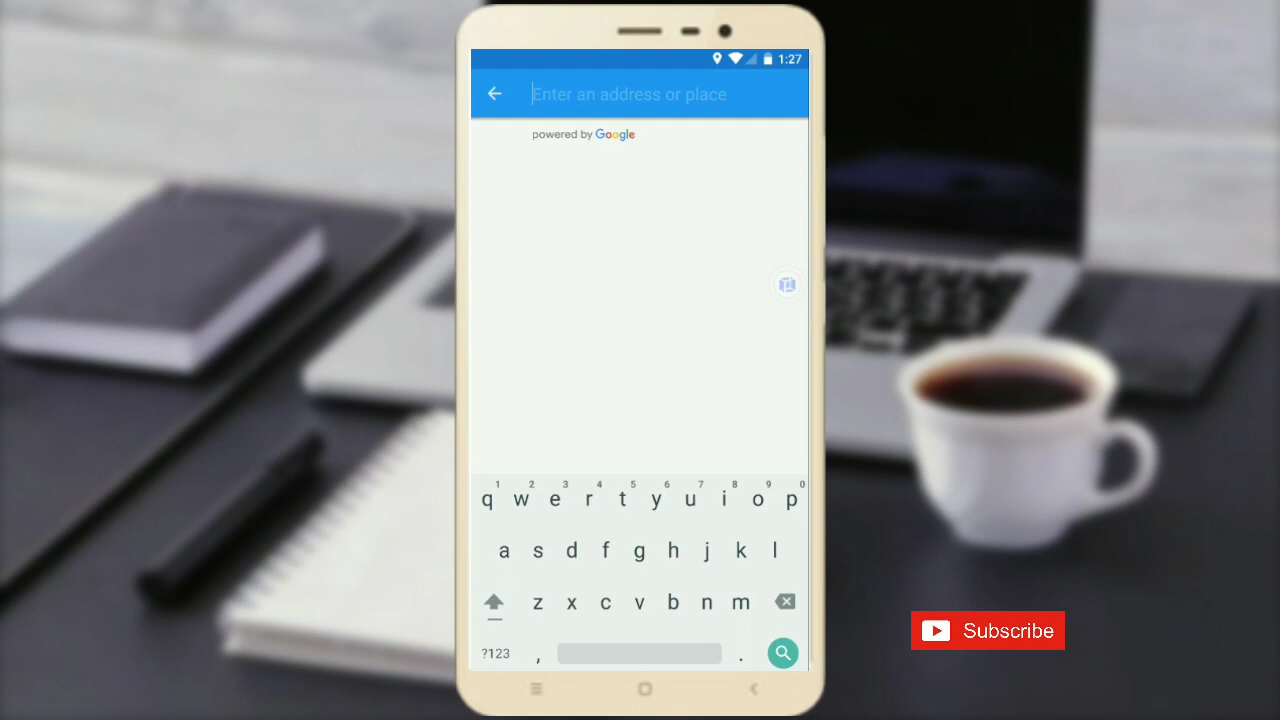 1:27
Enter an address or place
powered by Google
1 2 3 4 5 6 7 8 9 0
q w e r t y u i o p
a s d f g h j k l
z x c v b n m
?123 , .
Subscribe